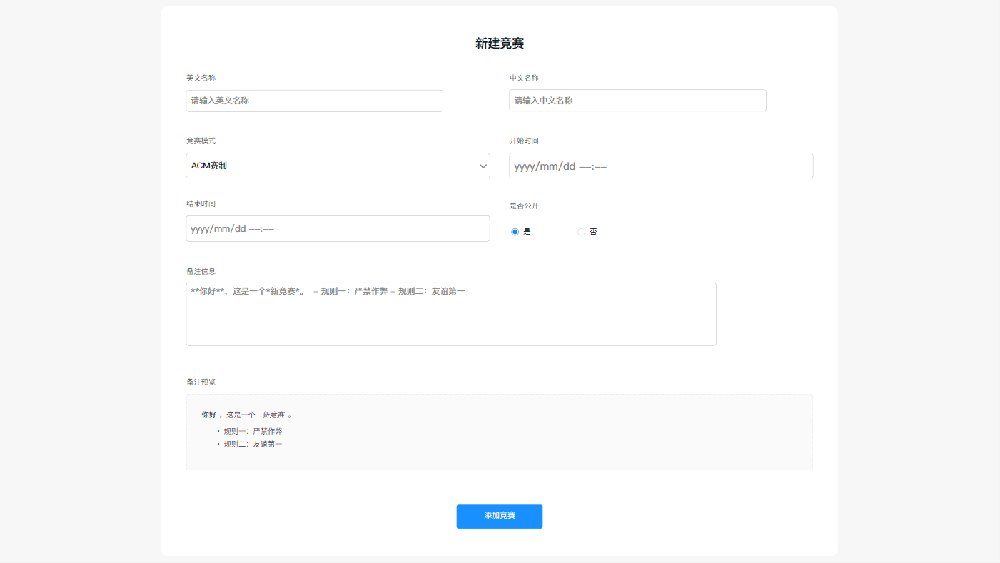 新建竞赛
英文名称
中文名称
请输入英文名称
请输入中文名称
竞赛模式
开始时间
ACM赛制
yyyy/mm/dd --:--
结束时间
是否公开
yyyy/mm/dd --:--
是
否
备注信息
**你好**，这是一个*新竞赛*。 - 规则一：严禁作弊 - 规则二：友谊第一
备注预览
你好，这是一个 新竞赛。
• 规则一：严禁作弊
• 规则二：友谊第一
添加竞赛